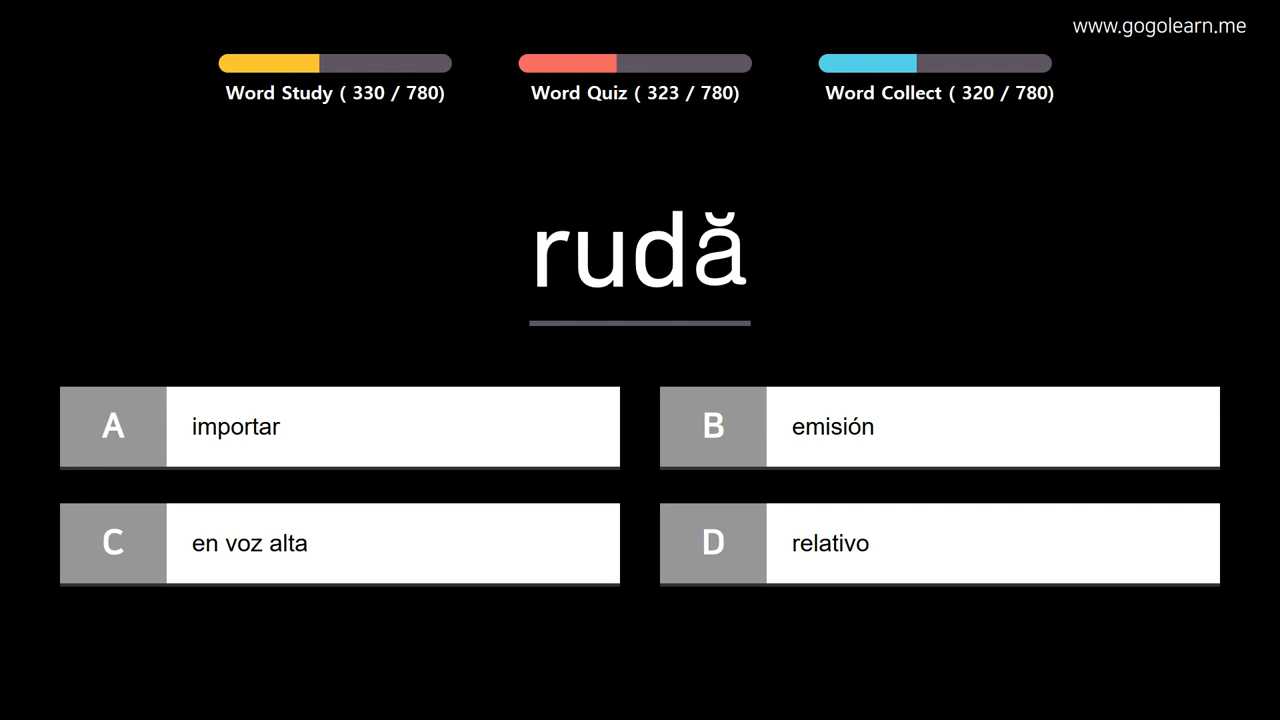 www.gogolearn.me
Word Study ( 330 / 780)
Word Quiz ( 323 / 780)
Word Collect ( 320 / 780)
rudă
A importar
B emisión
C en voz alta
D relativo